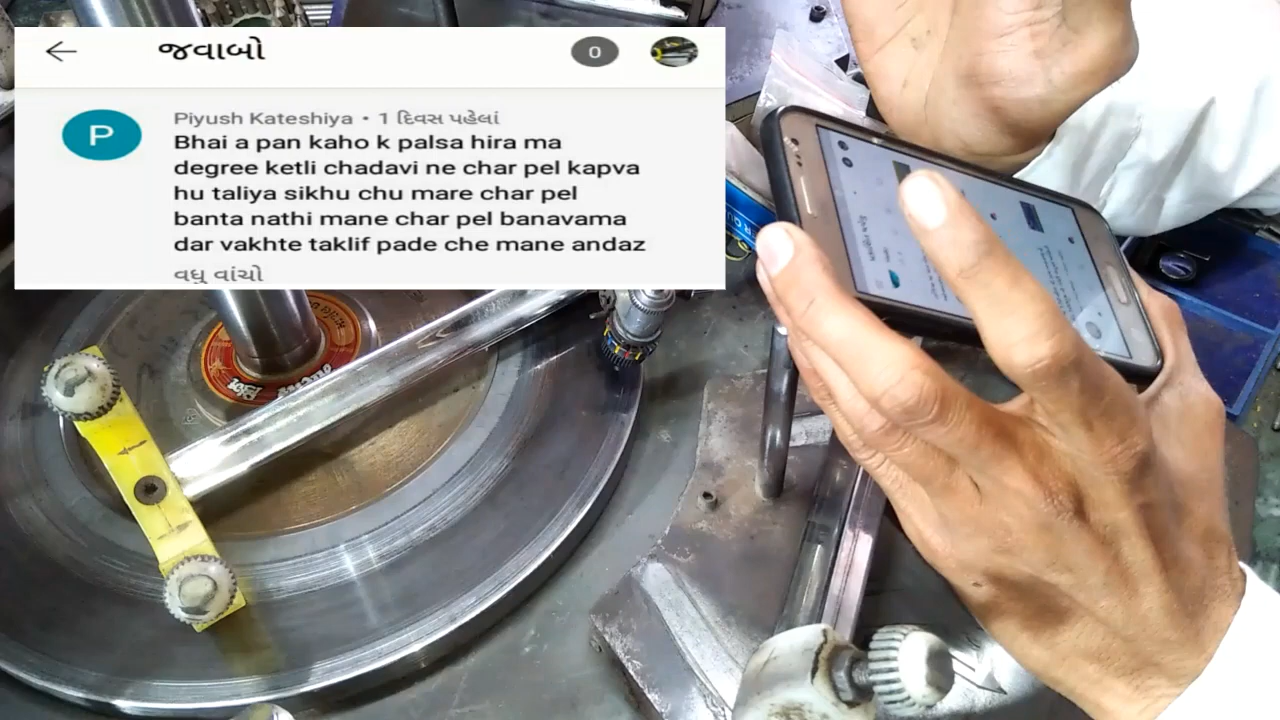 જવાબો
0
P
Piyush Kateshiya • 1 દિવસ પહેલાં
Bhai a pan kaho k palsa hira ma
degree ketli chadavi ne char pel kapva
hu taliya sikhu chu mare char pel
banta nathi mane char pel banavama
dar vakhte taklif pade che mane andaz
વધુ વાંચો